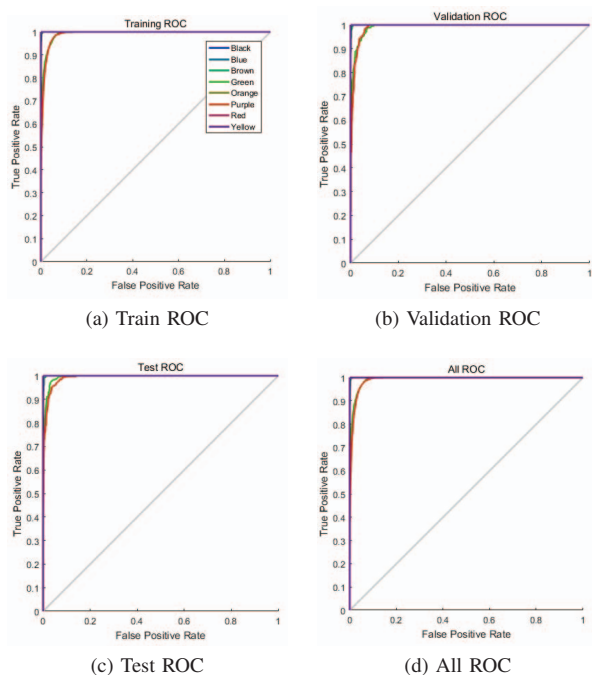 Training ROC
1
0.9
0.8
0.7
0.6
0.5
0.4
0.3
0.2
0.1
0
True Positive Rate
Black
Blue
Brown
Green
Orange
Purple
Red
Yellow
0 0.2 0.4 0.6 0.8 1
False Positive Rate
(a) Train ROC
Validation ROC
1
0.9
0.8
0.7
0.6
0.5
0.4
0.3
0.2
0.1
0
True Positive Rate
0 0.2 0.4 0.6 0.8 1
False Positive Rate
(b) Validation ROC
Test ROC
1
0.9
0.8
0.7
0.6
0.5
0.4
0.3
0.2
0.1
0
True Positive Rate
0 0.2 0.4 0.6 0.8 1
False Positive Rate
(c) Test ROC
All ROC
1
0.9
0.8
0.7
0.6
0.5
0.4
0.3
0.2
0.1
0
True Positive Rate
0 0.2 0.4 0.6 0.8 1
False Positive Rate
(d) All ROC